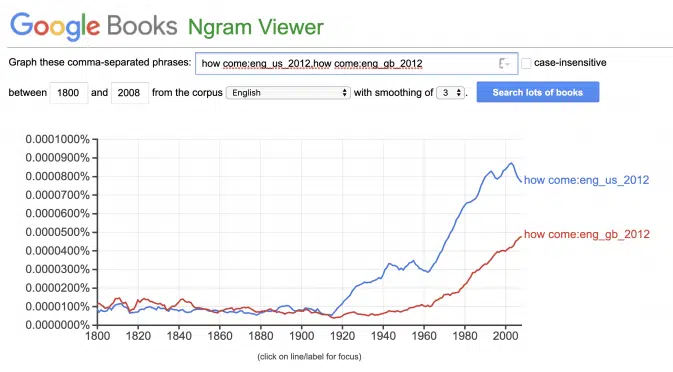 Google Books Ngram Viewer
Graph these comma-separated phrases: how come:eng_us_2012,how come:eng_gb_2012 case-insensitive
between 1800 and 2008 from the corpus English with smoothing of 3 . Search lots of books
0.0001000%
0.0000900%
0.0000800%
0.0000700%
0.0000600%
0.0000500%
0.0000400%
0.0000300%
0.0000200%
0.0000100%
0.0000000%
how come:eng_us_2012
how come:eng_gb_2012
1800 1820 1840 1860 1880 1900 1920 1940 1960 1980 2000
(click on line/label for focus)